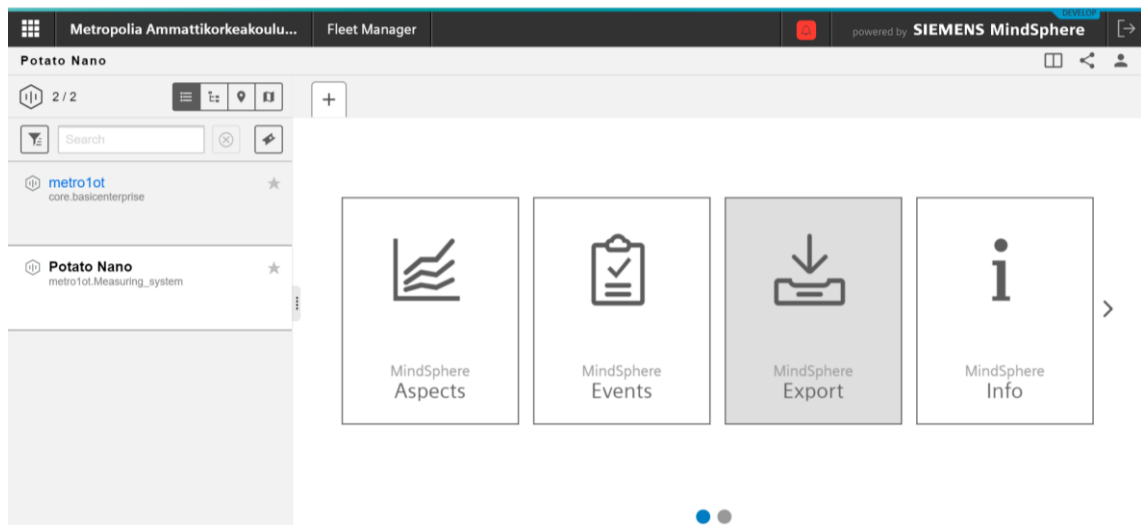 DEVELOP
Metropolia Ammattikorkeakoulu...
Fleet Manager
powered by SIEMENS MindSphere
Potato Nano
2 / 2
Search
metro1ot
core.basicenterprise
Potato Nano
metro1ot.Measuring_system
MindSphere
Aspects
MindSphere
Events
MindSphere
Export
MindSphere
Info